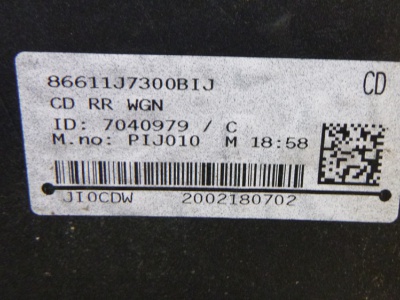 86611J7300BIJ CD
CD RR WGN
ID: 7040979 / C
M.no: PIJ010 M 18:58
JI0CDW 2002180702